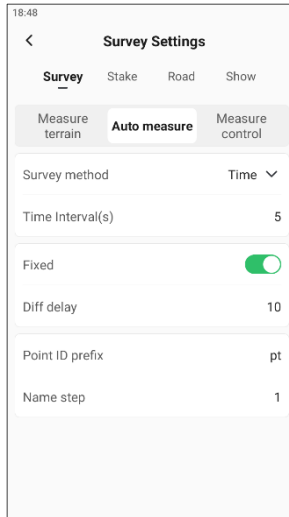 18:48
Survey Settings
Survey Stake Road Show
Measure terrain Auto measure Measure control
Survey method Time
Time Interval(s) 5
Fixed
Diff delay 10
Point ID prefix pt
Name step 1